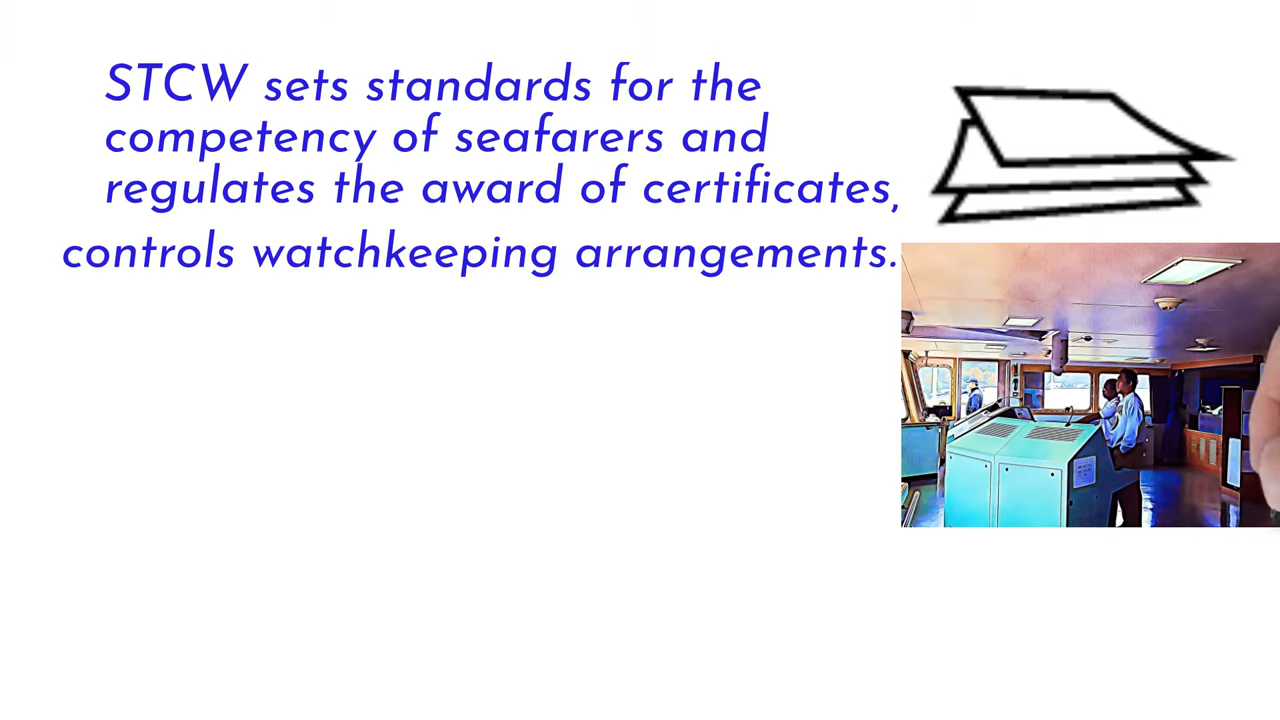 STCW sets standards for the
competency of seafarers and
regulates the award of certificates,
controls watchkeeping arrangements.